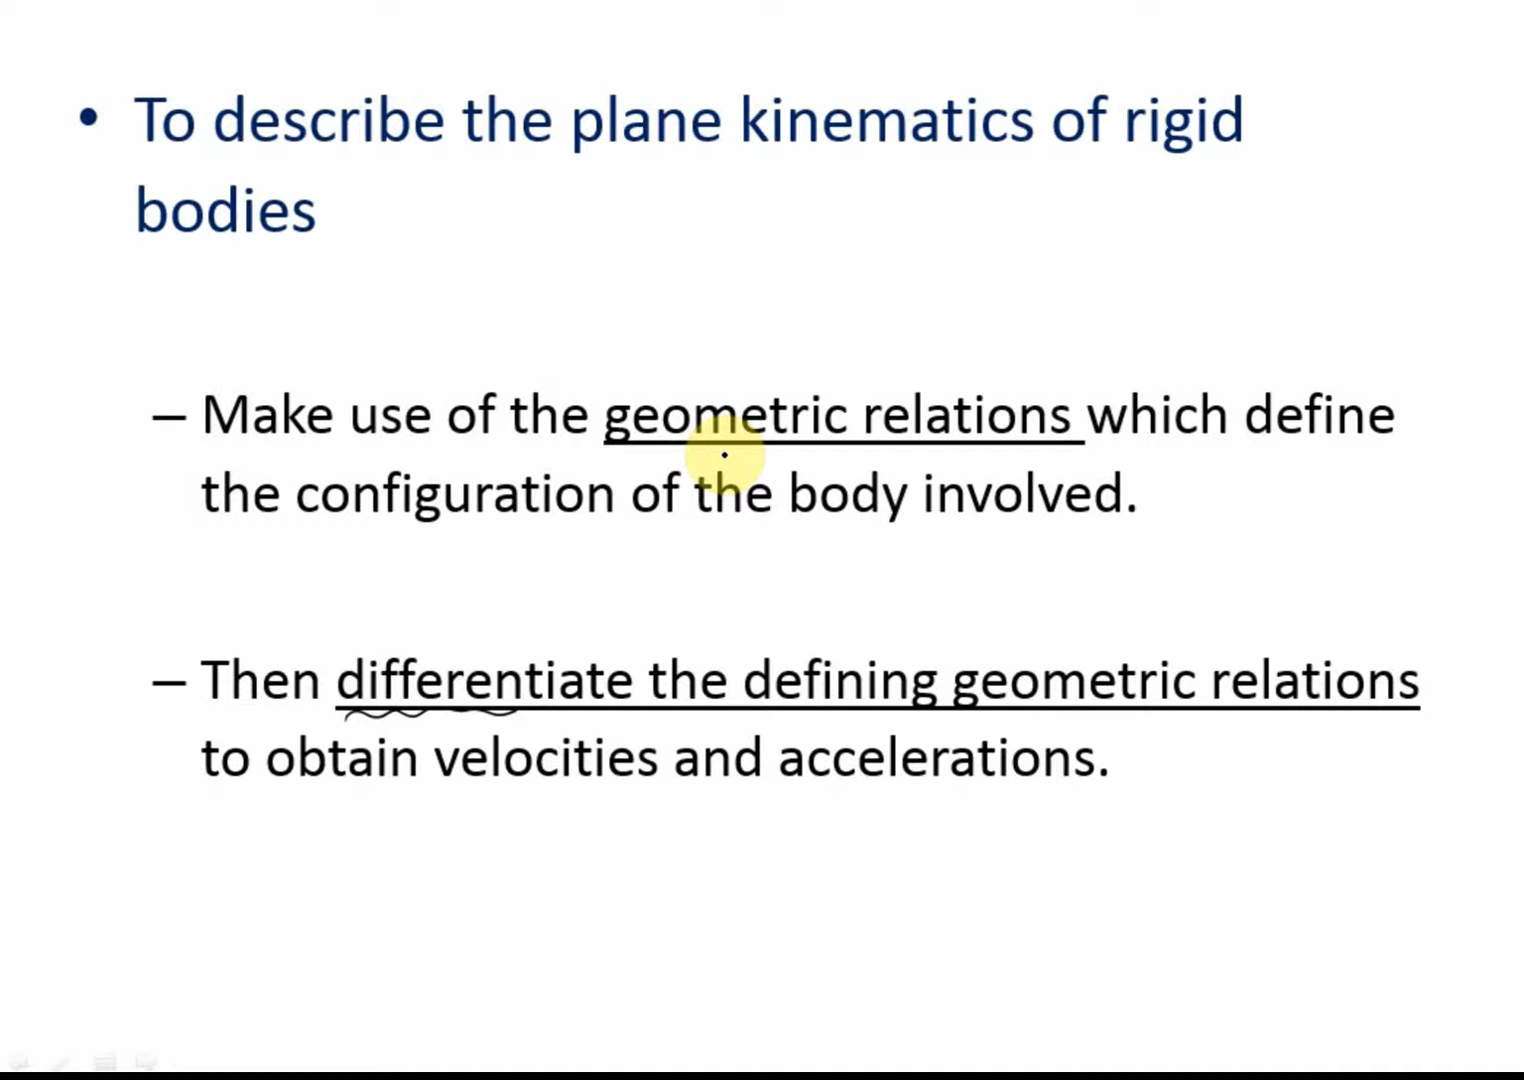 • To describe the plane kinematics of rigid
bodies
– Make use of the geometric relations which define
the configuration of the body involved.
– Then differentiate the defining geometric relations
to obtain velocities and accelerations.